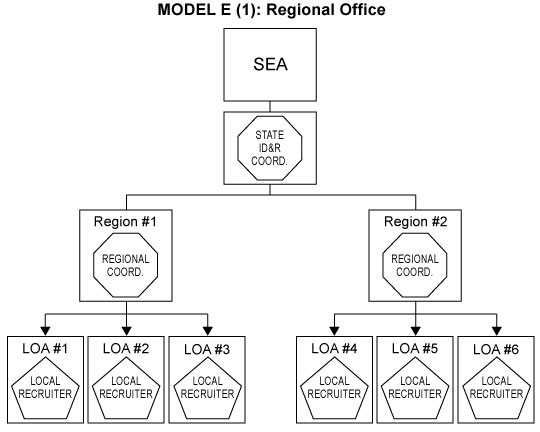 MODEL E (1): Regional Office
SEA
STATE
ID&R
COORD.
Region #1
REGIONAL
COORD.
Region #2
REGIONAL
COORD.
LOA #1
LOCAL
RECRUITER
LOA #2
LOCAL
RECRUITER
LOA #3
LOCAL
RECRUITER
LOA #4
LOCAL
RECRUITER
LOA #5
LOCAL
RECRUITER
LOA #6
LOCAL
RECRUITER